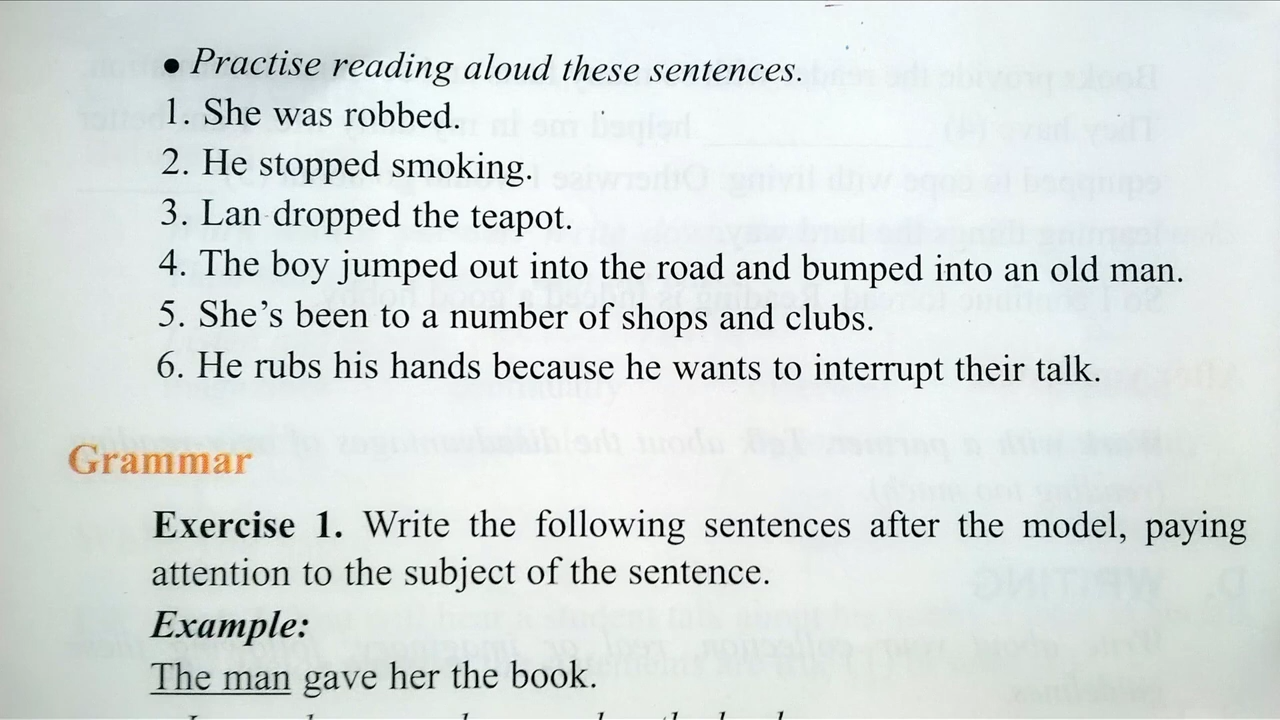 • Practise reading aloud these sentences.
1. She was robbed.
2. He stopped smoking.
3. Lan dropped the teapot.
4. The boy jumped out into the road and bumped into an old man.
5. She's been to a number of shops and clubs.
6. He rubs his hands because he wants to interrupt their talk.
Grammar
Exercise 1. Write the following sentences after the model, paying
attention to the subject of the sentence.
Example:
The man gave her the book.